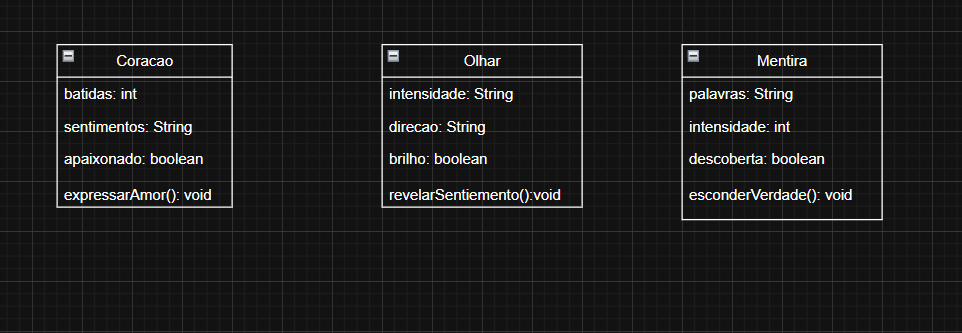 Coracao
batidas: int
sentimentos: String
apaixonado: boolean
expressarAmor(): void
Olhar
intensidade: String
direcao: String
brilho: boolean
revelarSentiemento():void
Mentira
palavras: String
intensidade: int
descoberta: boolean
esconderVerdade(): void